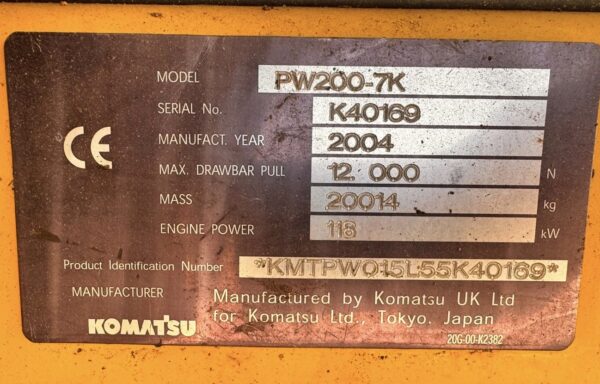 MODEL PW200-7K
SERIAL No. K40169
MANUFACT. YEAR 2004
MAX. DRAWBAR PULL 12. 000 N
MASS 20014 kg
ENGINE POWER 118 kW
CE
Product Identification Number *KMTPW015L55K40169*
MANUFACTURER Manufactured by Komatsu UK Ltd
for Komatsu Ltd., Tokyo. Japan
KOMATSU
20G-00-K2382